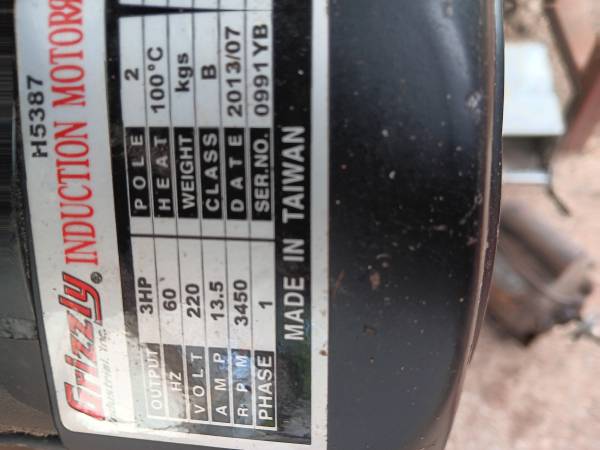 H5387
Grizzly® INDUCTION MOTORS
Industrial, Inc.
OUTPUT 3HP POLE 2
HZ 60 HEAT 100°C
VOLT 220 WEIGHT kgs
AMP 13.5 CLASS B
R.P.M 3450 DATE 2013/07
PHASE 1 SER.NO. 0991YB
MADE IN TAIWAN